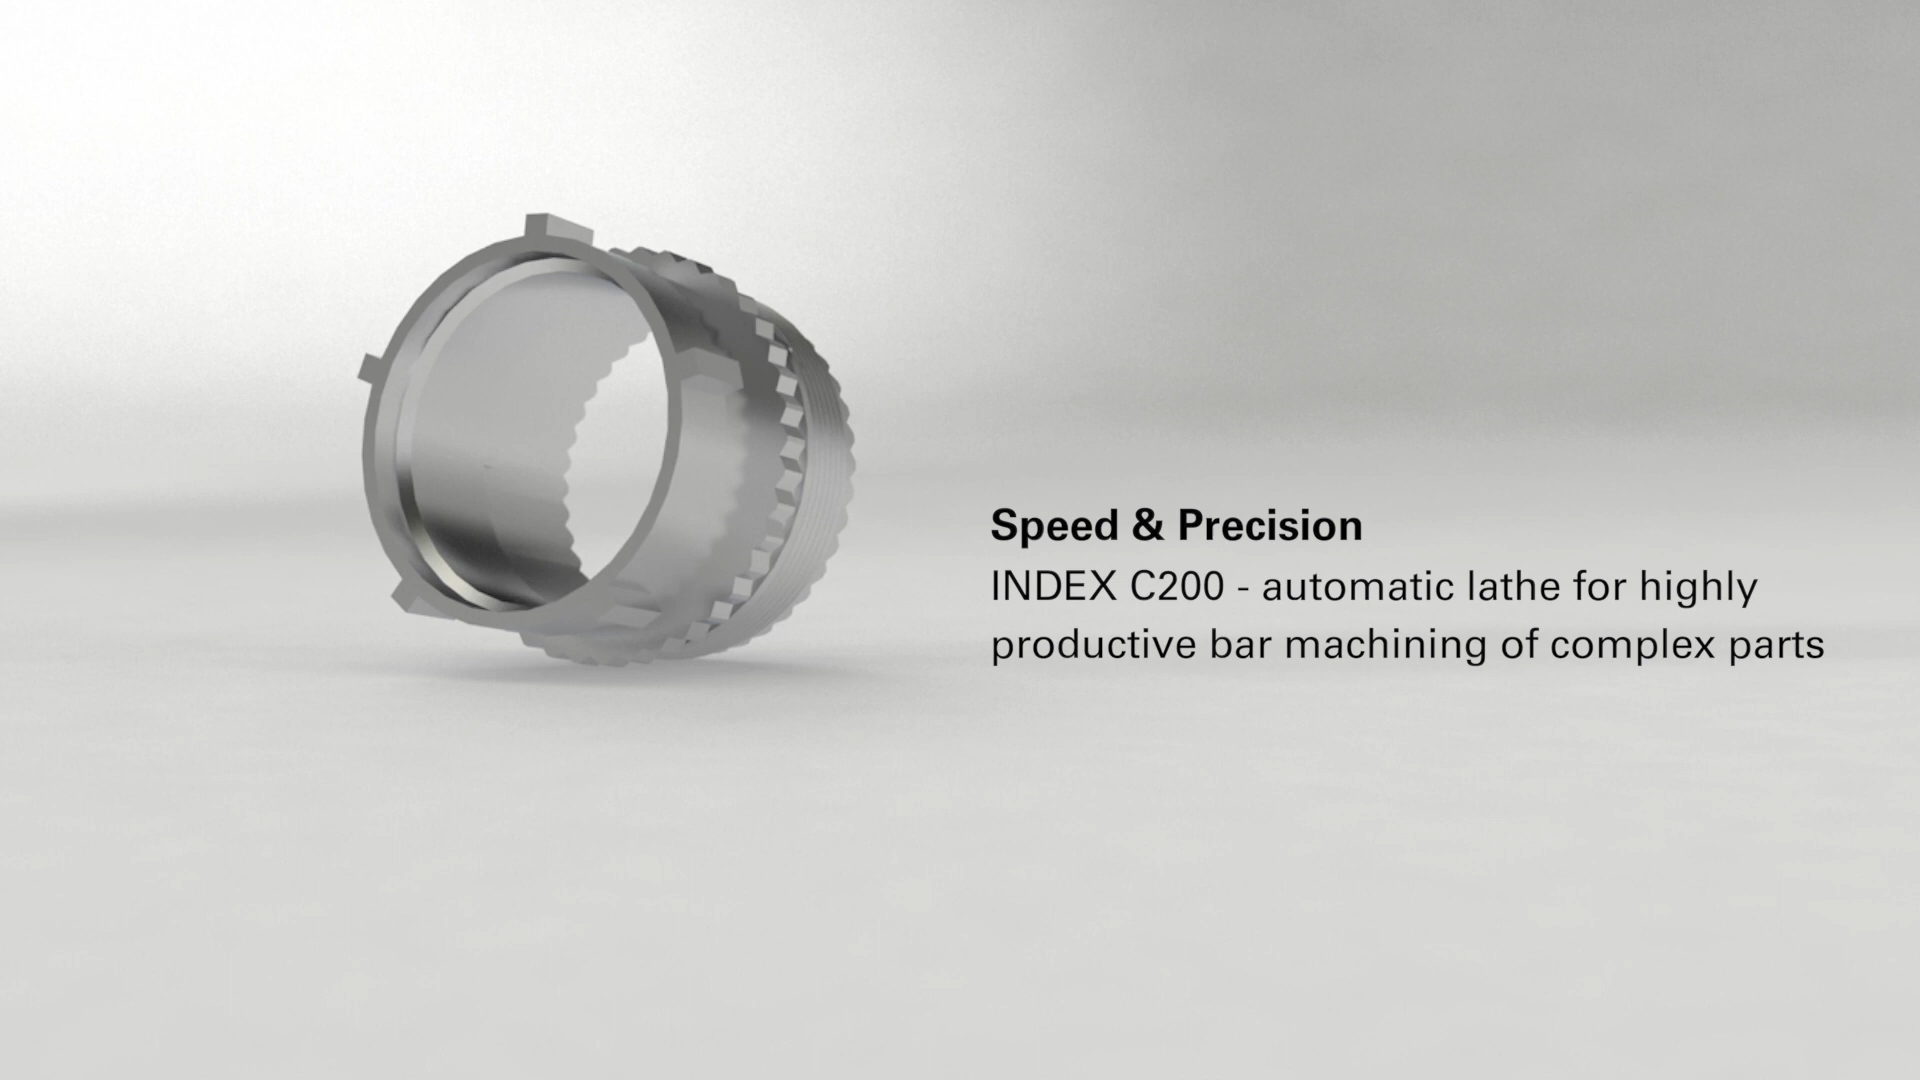 Speed & Precision
INDEX C200 - automatic lathe for highly
productive bar machining of complex parts